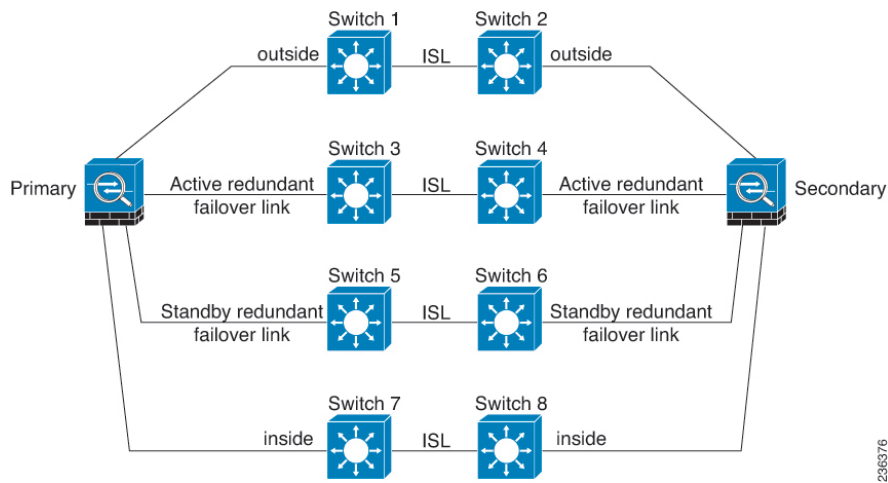 Switch 1
Switch 2
outside
ISL
outside
Switch 3
Switch 4
Primary
Active redundant
failover link
ISL
Active redundant
failover link
Secondary
Switch 5
Switch 6
Standby redundant
failover link
ISL
Standby redundant
failover link
Switch 7
Switch 8
inside
ISL
inside
236376